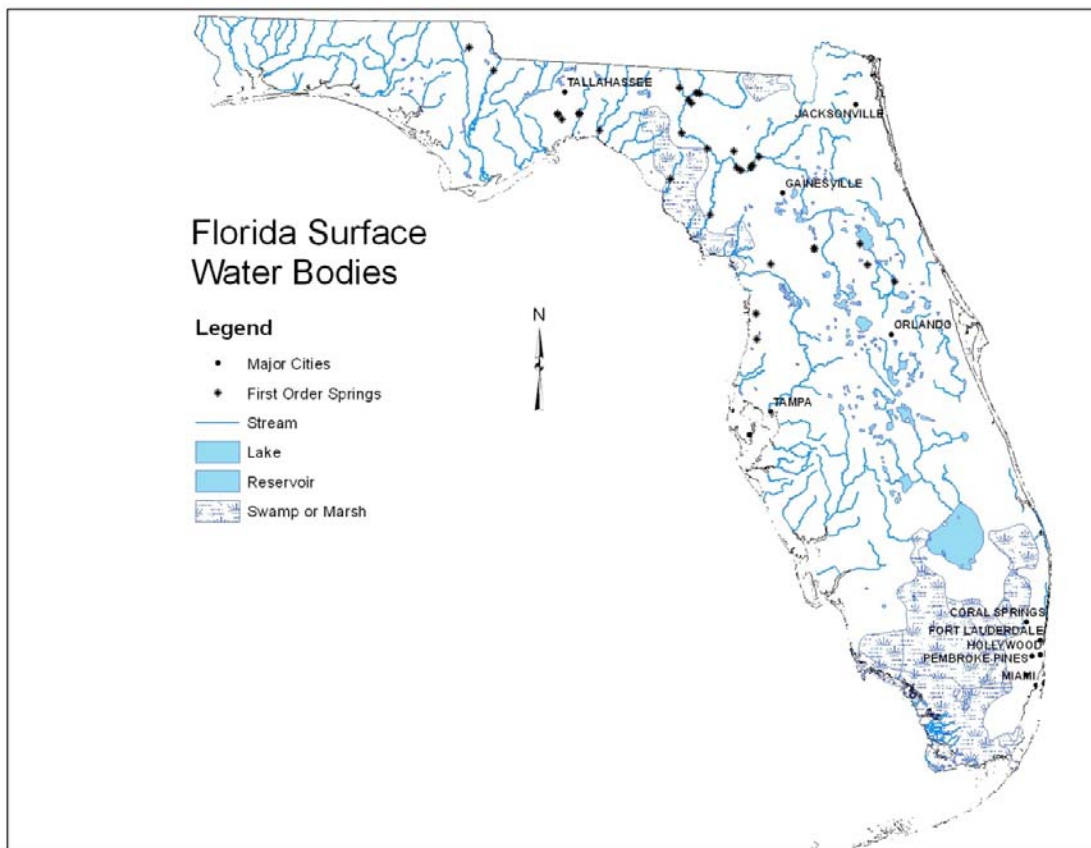 TALLAHASSEE
JACKSONVILLE
GAINESVILLE
Florida Surface
Water Bodies
Legend
N
Major Cities
ORLANDO
First Order Springs
TAMPA
Stream
Lake
Reservoir
Swamp or Marsh
CORAL SPRINGS
FORT LAUDERDALE
HOLLYWOOD
PEMBROKE PINES
MIAMI